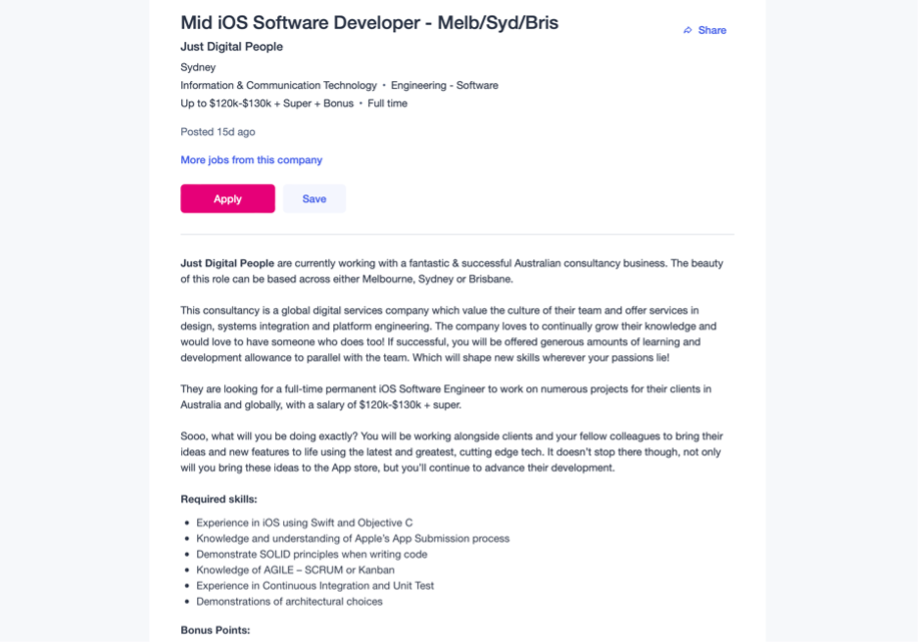 Mid iOS Software Developer - Melb/Syd/Bris
Share
Just Digital People
Sydney
Information & Communication Technology • Engineering - Software
Up to $120k-$130k + Super + Bonus • Full time
Posted 15d ago
More jobs from this company
Apply
Save
Just Digital People are currently working with a fantastic & successful Australian consultancy business. The beauty
of this role can be based across either Melbourne, Sydney or Brisbane.
This consultancy is a global digital services company which value the culture of their team and offer services in
design, systems integration and platform engineering. The company loves to continually grow their knowledge and
would love to have someone who does too! If successful, you will be offered generous amounts of learning and
development allowance to parallel with the team. Which will shape new skills wherever your passions lie!
They are looking for a full-time permanent iOS Software Engineer to work on numerous projects for their clients in
Australia and globally, with a salary of $120k-$130k + super.
Sooo, what will you be doing exactly? You will be working alongside clients and your fellow colleagues to bring their
ideas and new features to life using the latest and greatest, cutting edge tech. It doesn't stop there though, not only
will you bring these ideas to the App store, but you'll continue to advance their development.
Required skills:
• Experience in iOS using Swift and Objective C
• Knowledge and understanding of Apple's App Submission process
• Demonstrate SOLID principles when writing code
• Knowledge of AGILE – SCRUM or Kanban
• Experience in Continuous Integration and Unit Test
• Demonstrations of architectural choices
Bonus Points: